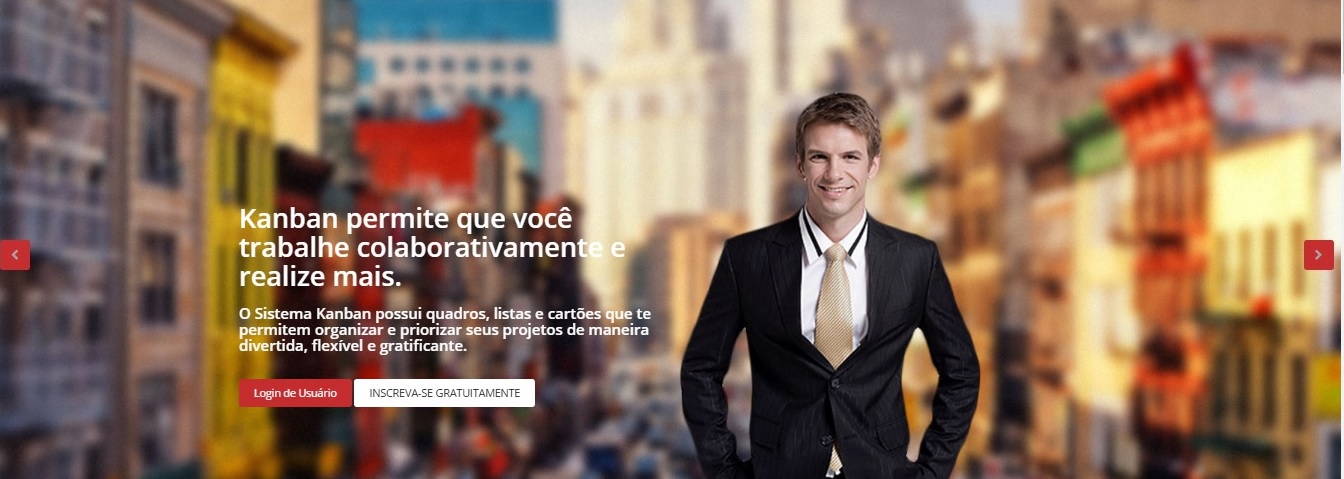 Kanban permite que você
trabalhe colaborativamente e
realize mais.
O Sistema Kanban possui quadros, listas e cartões que te
permitem organizar e priorizar seus projetos de maneira
divertida, flexível e gratificante.
Login de Usuário
INSCREVA-SE GRATUITAMENTE